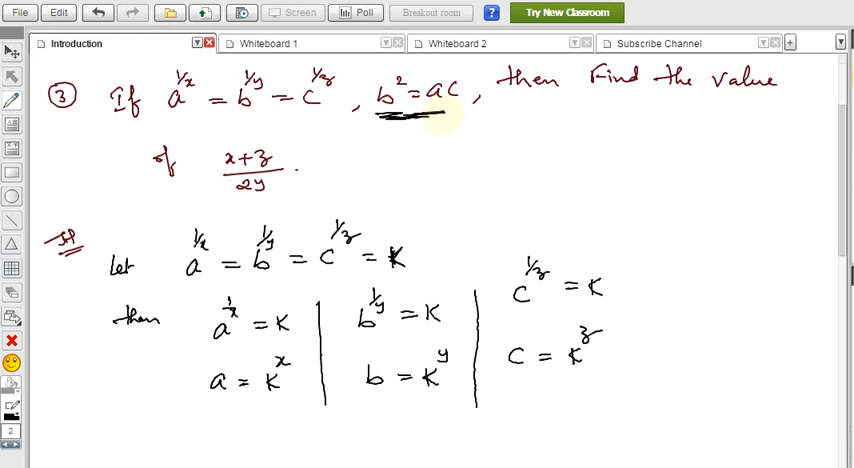 File Edit Screen Poll Breakout room ? Try New Classroom
Introduction Whiteboard 1 Whiteboard 2 Subscribe Channel
③ If a^(1/x) = b^(1/y) = c^(1/z), b² = ac, then Find the value
of (x+z)/(2y).
Let a^(1/x) = b^(1/y) = c^(1/z) = K
then a^(1/x) = K | b^(1/y) = K | c^(1/z) = K
a = K^x | b = K^y | c = K^z
2